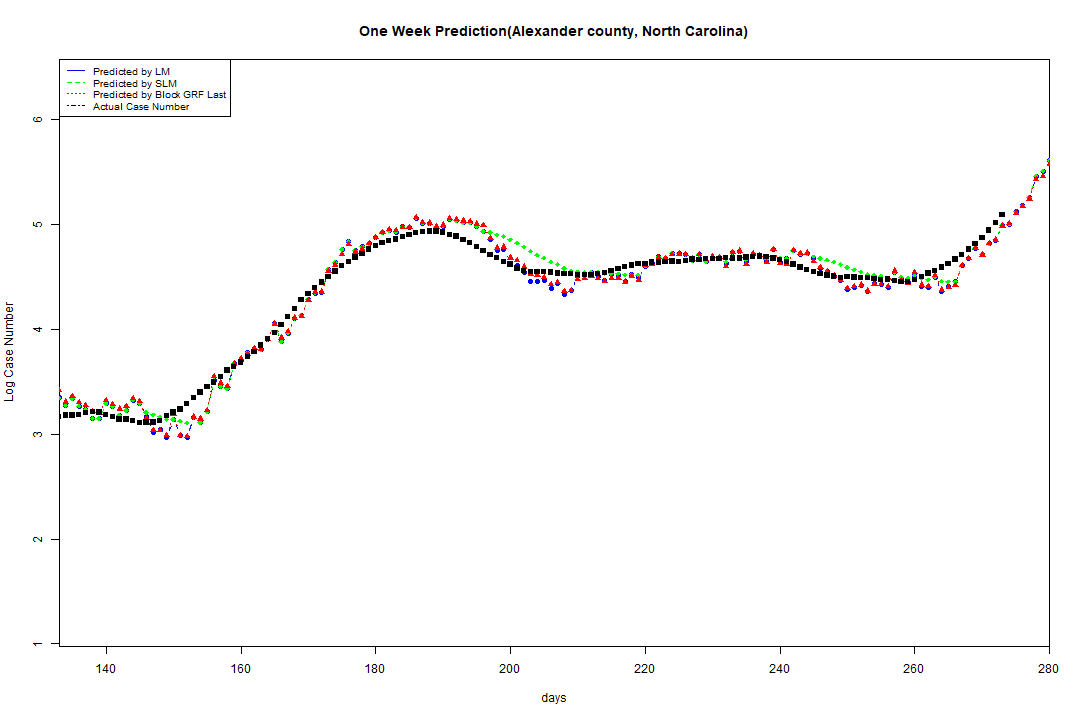 One Week Prediction(Alexander county, North Carolina)
Predicted by LM
Predicted by SLM
Predicted by Block GRF Last
Actual Case Number
Log Case Number
6
5
4
3
2
1
140 160 180 200 220 240 260 280
days